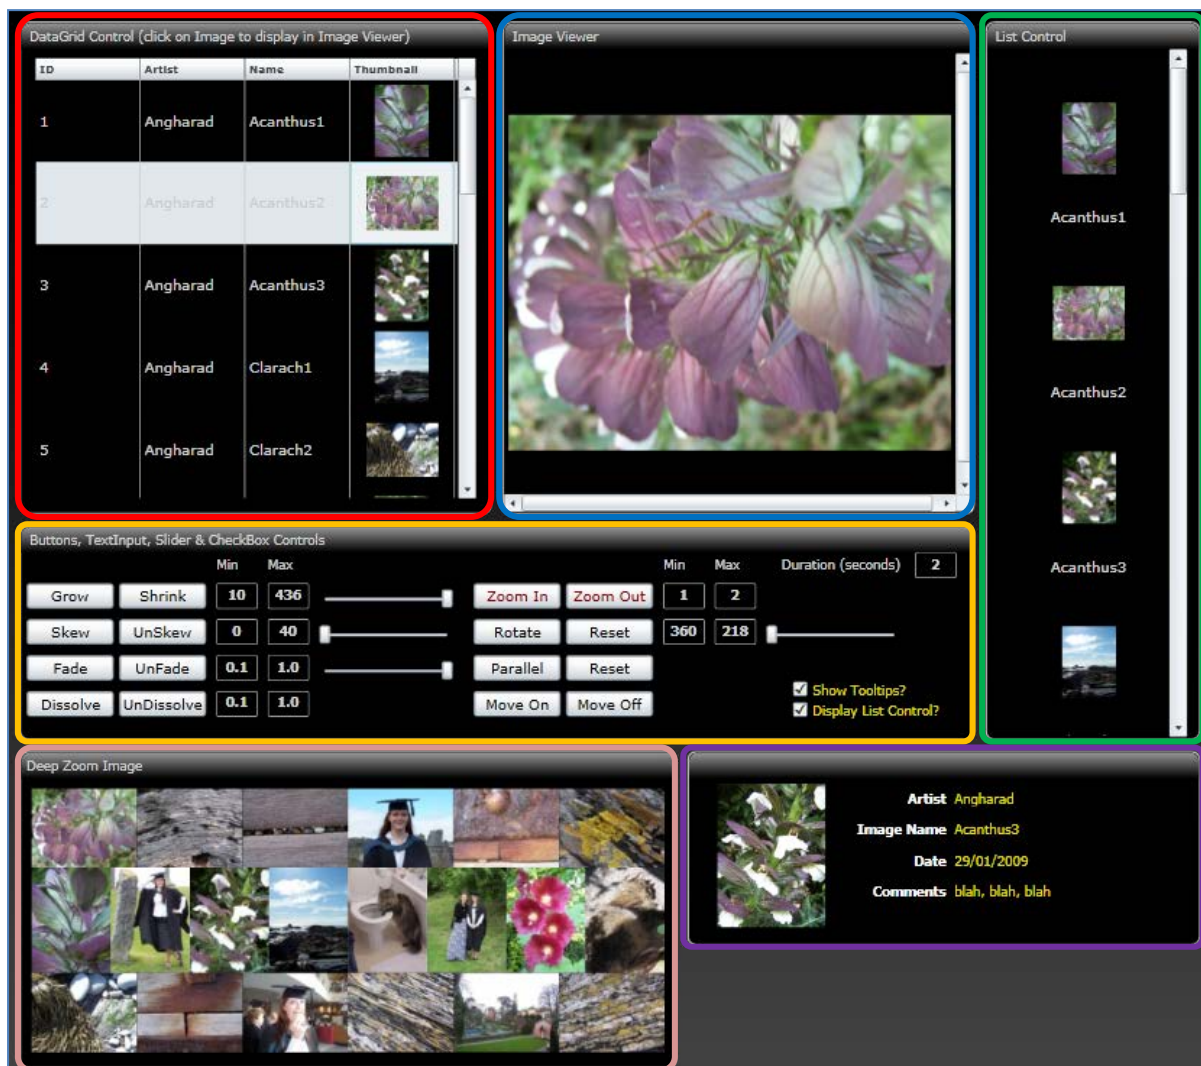 DataGrid Control (click on Image to display in Image Viewer)
ID Artist Name Thumbnail
1 Angharad Acanthus1
2 Angharad Acanthus2
3 Angharad Acanthus3
4 Angharad Clarach1
5 Angharad Clarach2
Image Viewer
List Control
Acanthus1
Acanthus2
Acanthus3
Buttons, TextInput, Slider & CheckBox Controls
Min Max Min Max Duration (seconds) 2
Grow Shrink 10 436 Zoom In Zoom Out 1 2
Skew UnSkew 0 40 Rotate Reset 360 218
Fade UnFade 0.1 1.0 Parallel Reset
Show Tooltips?
Dissolve UnDissolve 0.1 1.0 Move On Move Off
Display List Control?
Deep Zoom Image
Artist Angharad
Image Name Acanthus3
Date 29/01/2009
Comments blah, blah, blah